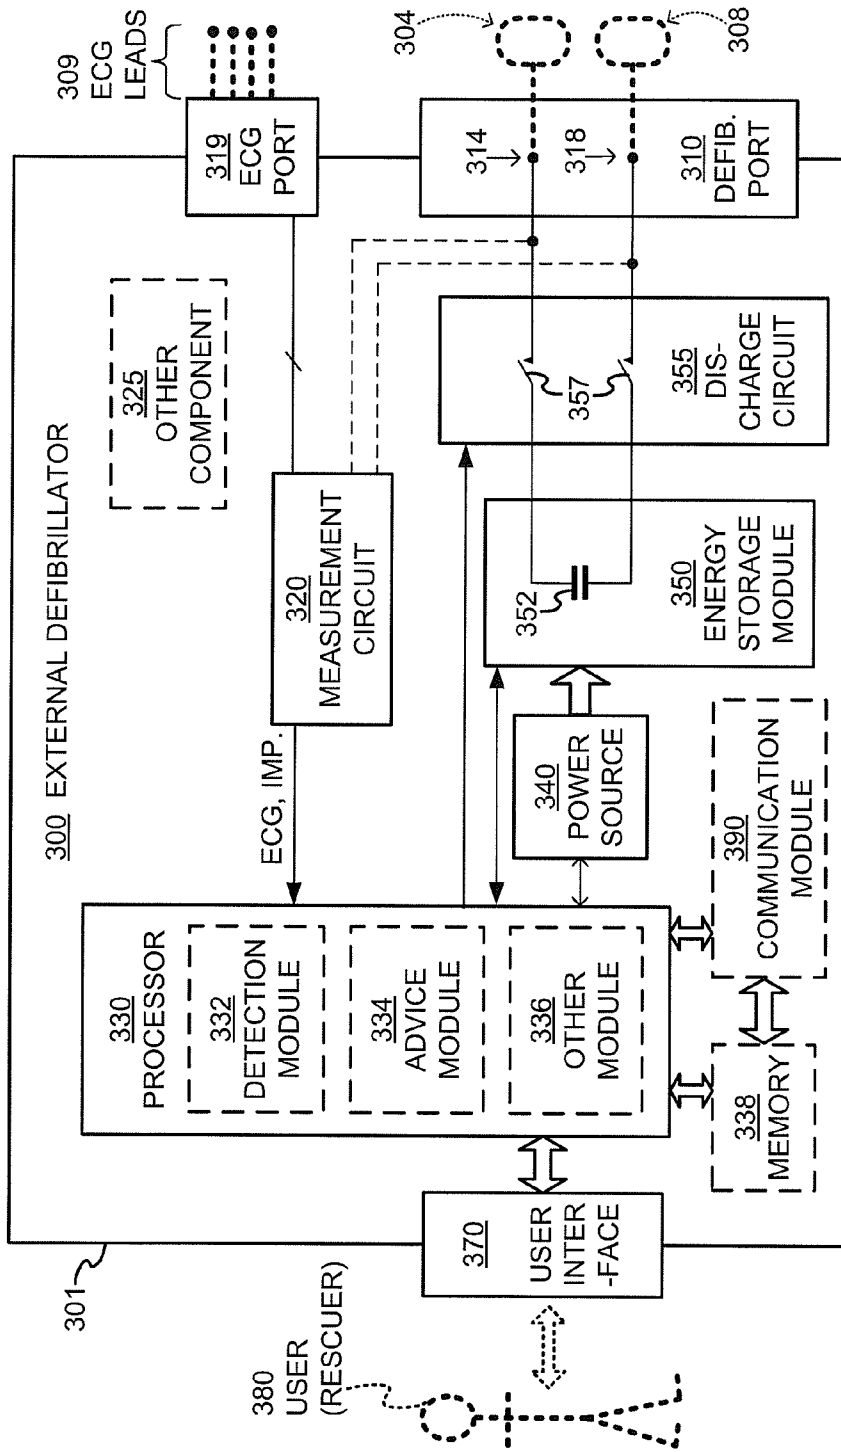 300 EXTERNAL DEFIBRILLATOR
301
380
USER
(RESCUER)
370
USER
INTER
-FACE
330
PROCESSOR
332
DETECTION
MODULE
334
ADVICE
MODULE
336
OTHER
MODULE
338
MEMORY
390
COMMUNICATION
MODULE
ECG, IMP.
340
POWER
SOURCE
320
MEASUREMENT
CIRCUIT
325
OTHER
COMPONENT
352
350
ENERGY
STORAGE
MODULE
357
355
DIS-
CHARGE
CIRCUIT
319
ECG
PORT
309
ECG
LEADS
314
318
310
DEFIB.
PORT
304
308